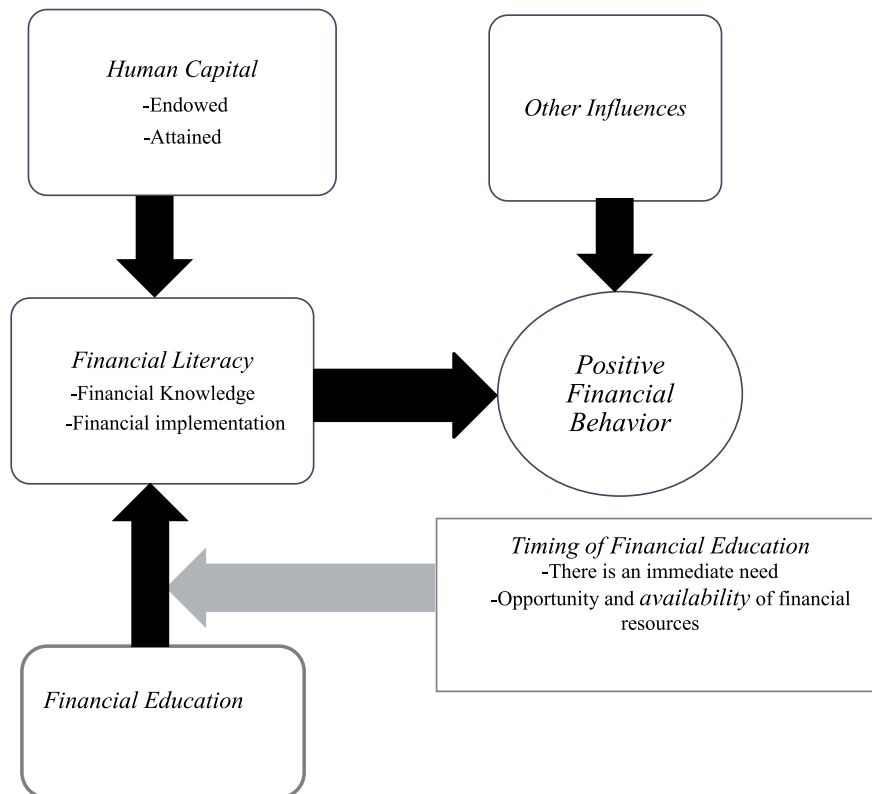 Human Capital
-Endowed
-Attained
Other Influences
Financial Literacy
-Financial Knowledge
-Financial implementation
Positive
Financial
Behavior
Timing of Financial Education
-There is an immediate need
-Opportunity and availability of financial
resources
Financial Education